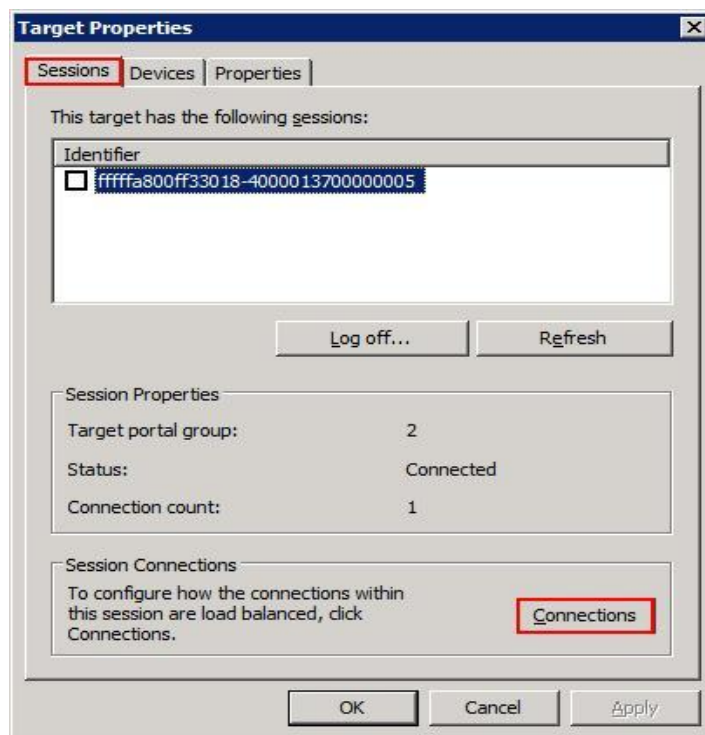 Target Properties
Sessions Devices Properties
This target has the following sessions:
Identifier
fffffa800ff33018-4000013700000005
Log off... Refresh
Session Properties
Target portal group: 2
Status: Connected
Connection count: 1
Session Connections
To configure how the connections within
this session are load balanced, click
Connections.
Connections
OK Cancel Apply